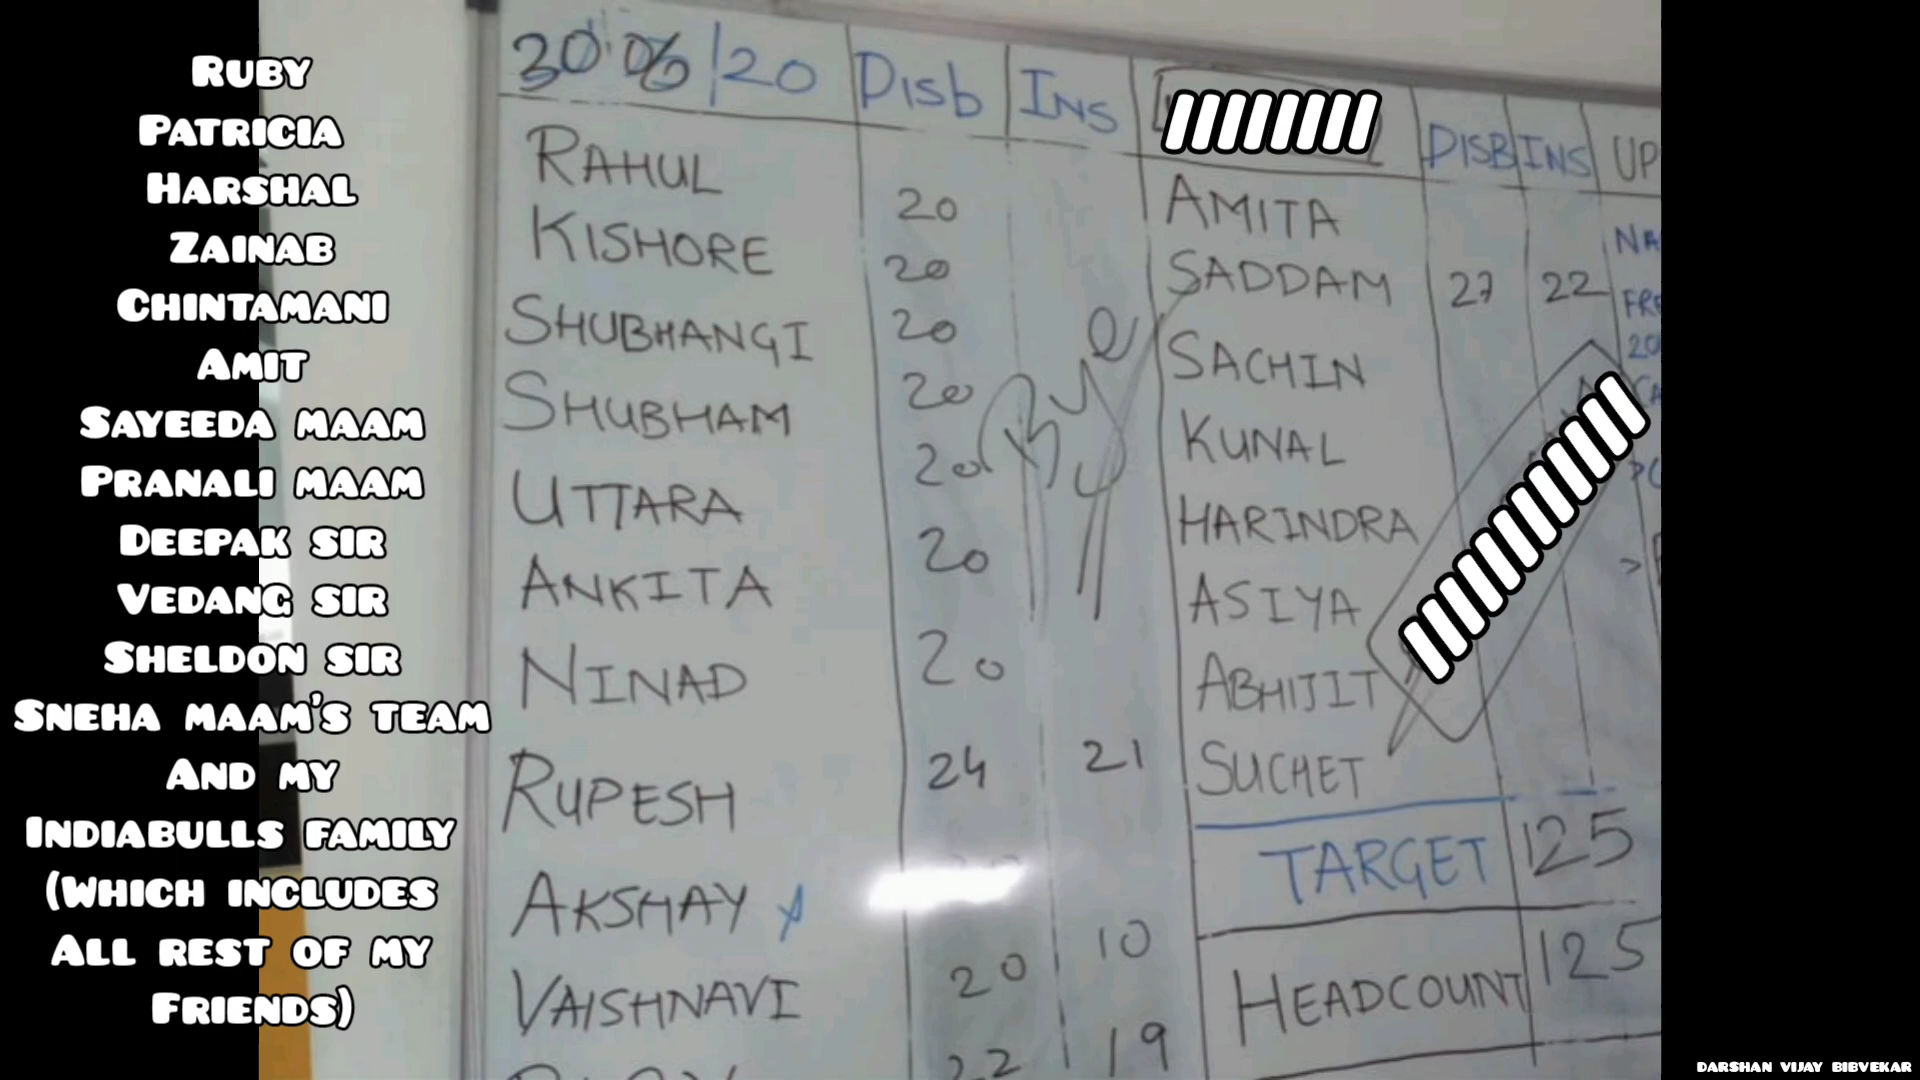 RUBY
PATRICIA
HARSHAL
ZAINAB
CHINTAMANI
AMIT
SAYEEDA MAAM
PRANALI MAAM
DEEPAK SIR
VEDANG SIR
SHELDON SIR
SNEHA MAAM'S TEAM
AND MY
INDIABULLS FAMILY
(WHICH INCLUDES
ALL REST OF MY
FRIENDS)
30.06/20 Disb INS
RAHUL 20
KISHORE 20
SHUBHANGI 20
SHUBHAM 20
UTTARA 20
ANKITA 20
NINAD 20
RUPESH 24 21
AKSHAY
VAISHNAVI 20 10
22 19
Bye
DISB INS UP
AMITA
SADDAM 27 22
SACHIN
KUNAL
HARINDRA
ASIYA
ABHIJIT
SUCHET
TARGET 125
HEADCOUNT 125
DARSHAN VIJAY BIBVEKAR